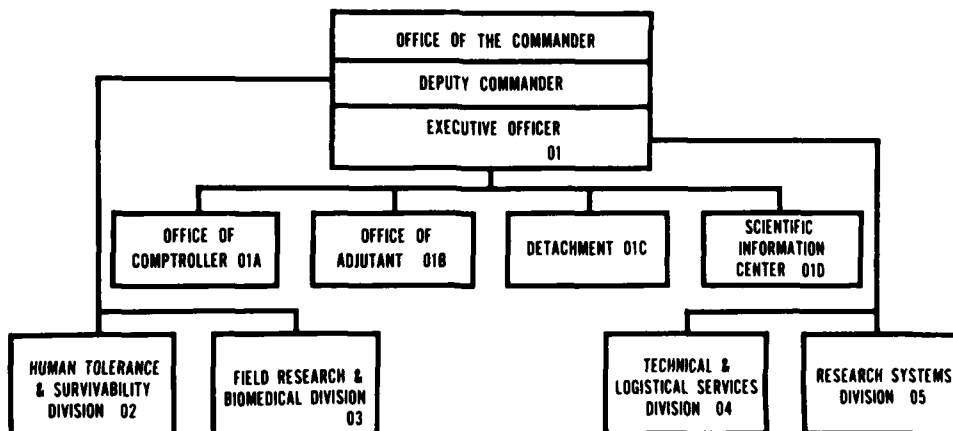 OFFICE OF THE COMMANDER
DEPUTY COMMANDER
EXECUTIVE OFFICER
01
OFFICE OF
COMPTROLLER 01A
OFFICE OF
ADJUTANT 01B
DETACHMENT 01C
SCIENTIFIC
INFORMATION
CENTER 01D
HUMAN TOLERANCE
& SURVIVABILITY
DIVISION 02
FIELD RESEARCH &
BIOMEDICAL DIVISION
03
TECHNICAL &
LOGISTICAL SERVICES
DIVISION 04
RESEARCH SYSTEMS
DIVISION 05